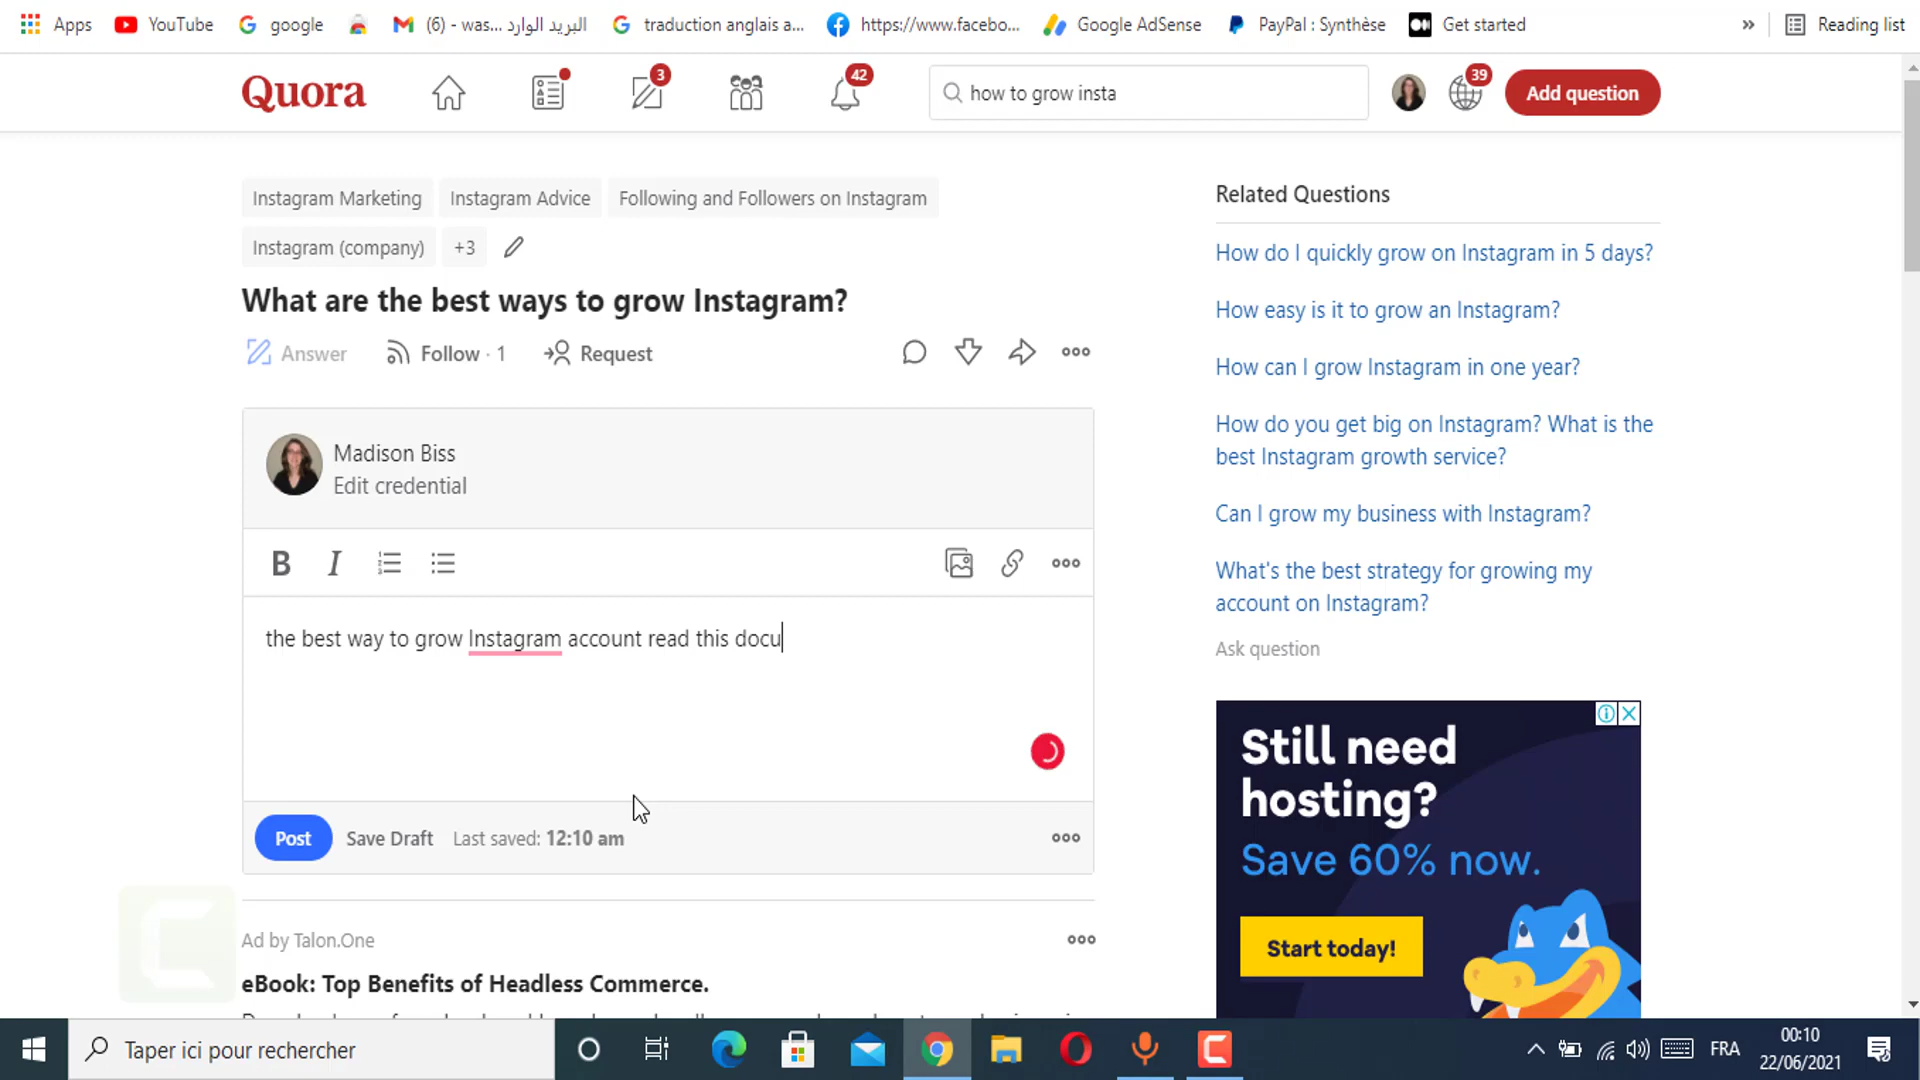 Apps
YouTube
google
(6) - was... البريد الوارد
traduction anglais a...
https://www.facebo...
Google AdSense
PayPal : Synthèse
Get started
»
Reading list
Quora
3
42
how to grow insta
39
Add question
Instagram Marketing
Instagram Advice
Following and Followers on Instagram
Instagram (company)
+3
What are the best ways to grow Instagram?
Answer
Follow · 1
Request
Madison Biss
Edit credential
B
I
the best way to grow Instagram account read this docu
Post
Save Draft
Last saved: 12:10 am
Ad by Talon.One
eBook: Top Benefits of Headless Commerce.
Related Questions
How do I quickly grow on Instagram in 5 days?
How easy is it to grow an Instagram?
How can I grow Instagram in one year?
How do you get big on Instagram? What is the
best Instagram growth service?
Can I grow my business with Instagram?
What's the best strategy for growing my
account on Instagram?
Ask question
Still need
hosting?
Save 60% now.
Start today!
Taper ici pour rechercher
FRA
00:10
22/06/2021